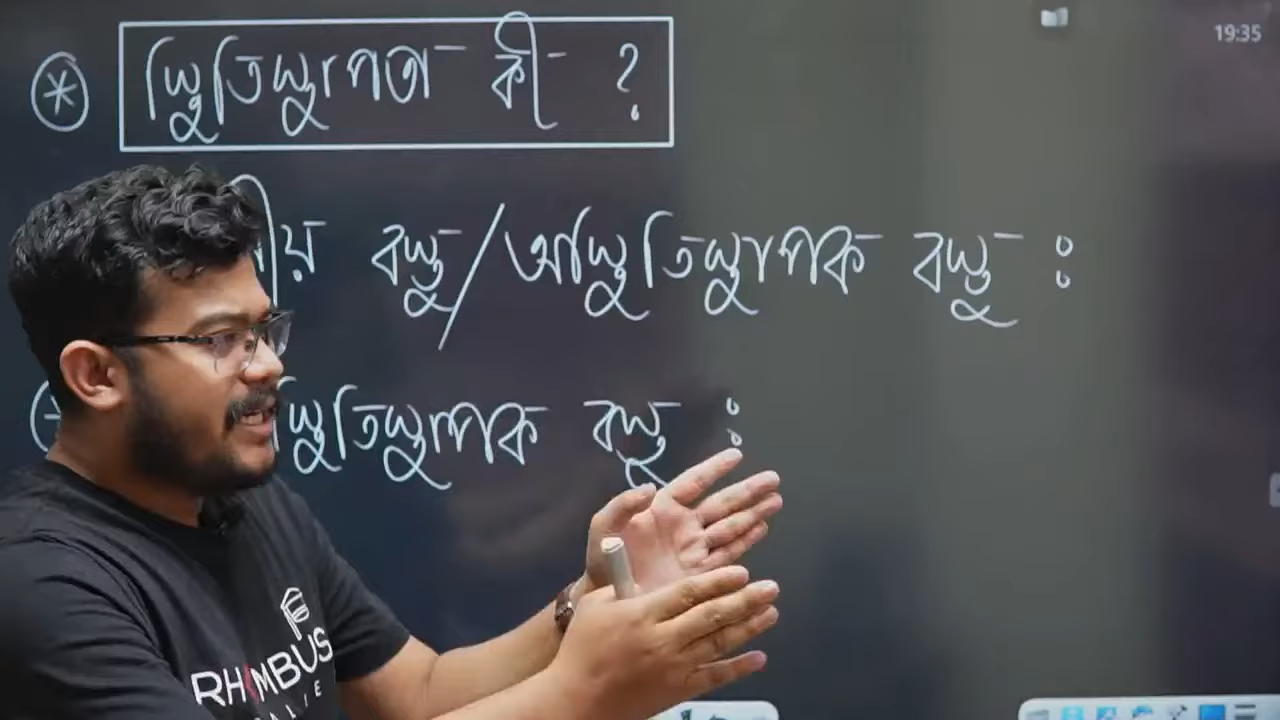 19:35
* স্থিতিস্থাপকতা কী ?
নীয় বস্তু / অস্থিতিস্থাপক বস্তু :
স্থিতিস্থাপক বস্তু :
RHOMBUS